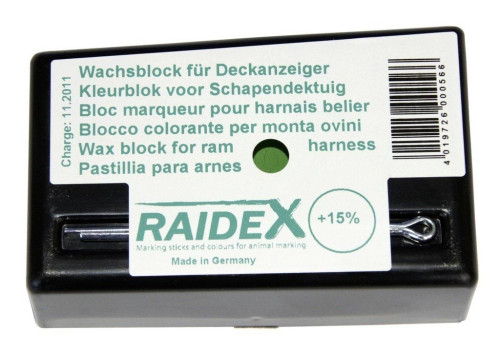 Charge: 11.2011
Wachsblock für Deckanzeiger
Kleurblok voor Schapendektuig
Bloc marqueur pour harnais belier
Blocco colorante per monta ovini
Wax block for ram harness
Pastillia para arnes
4 019726 000566
RAIDEX
+15%
Marking sticks and colours for animal marking
Made in Germany